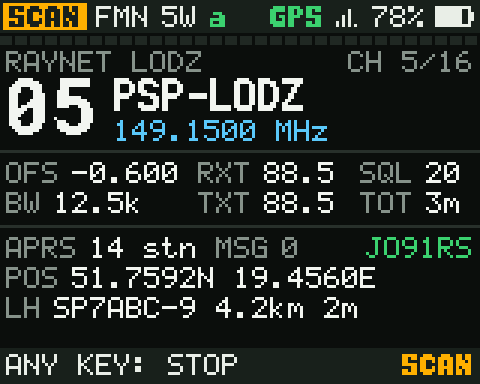 SCAN FMN 5W a GPS 78%
RAYNET LODZ CH 5/16
05 PSP-LODZ
149.1500 MHz
OFS -0.600 RXT 88.5 SQL 20
BW 12.5k TXT 88.5 TOT 3m
APRS 14 stn MSG 0 JO91RS
POS 51.7592N 19.4560E
LH SP7ABC-9 4.2km 2m
ANY KEY: STOP SCAN